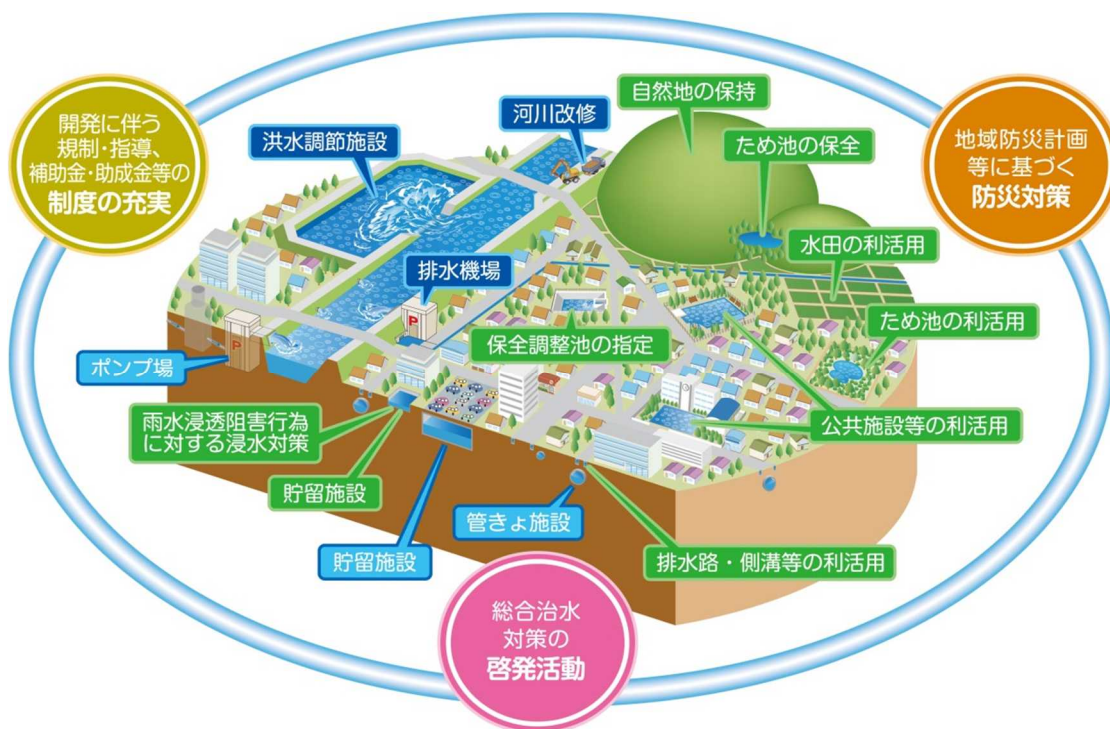 開発に伴う
規制・指導、
補助金・助成金等の
制度の充実
地域防災計画
等に基づく
防災対策
洪水調節施設
河川改修
自然地の保持
ため池の保全
水田の利活用
排水機場
保全調整池の指定
ため池の利活用
P
P
ポンプ場
雨水浸透阻害行為
に対する浸水対策
公共施設等の利活用
貯留施設
管きょ施設
貯留施設
排水路・側溝等の利活用
総合治水
対策の
啓発活動